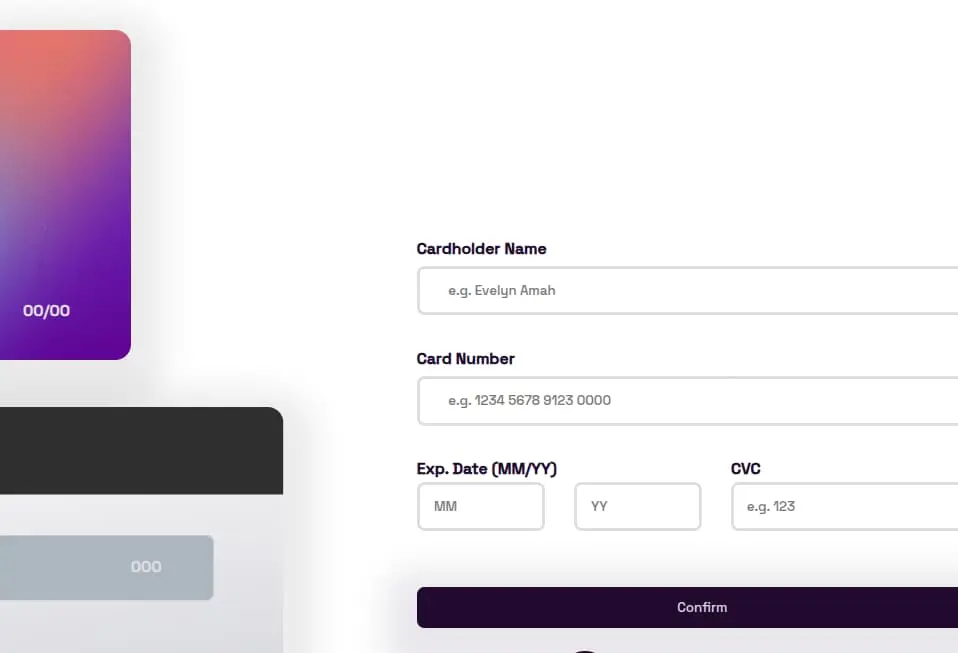 00/00
000
Cardholder Name
e.g. Evelyn Amah
Card Number
e.g. 1234 5678 9123 0000
Exp. Date (MM/YY)
CVC
MM
YY
e.g. 123
Confirm